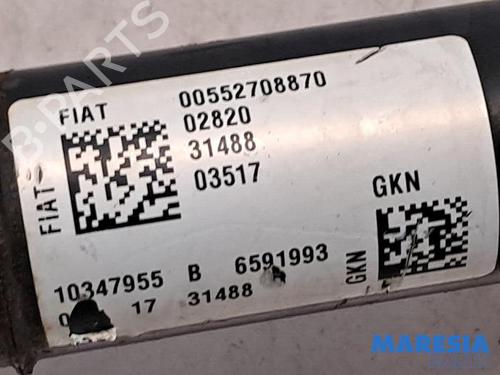 FIAT 00552708870
02820
31488
03517
FIAT
GKN
GKN
10347955 B 6591993
17 31488
B-PARTS
MARESIA